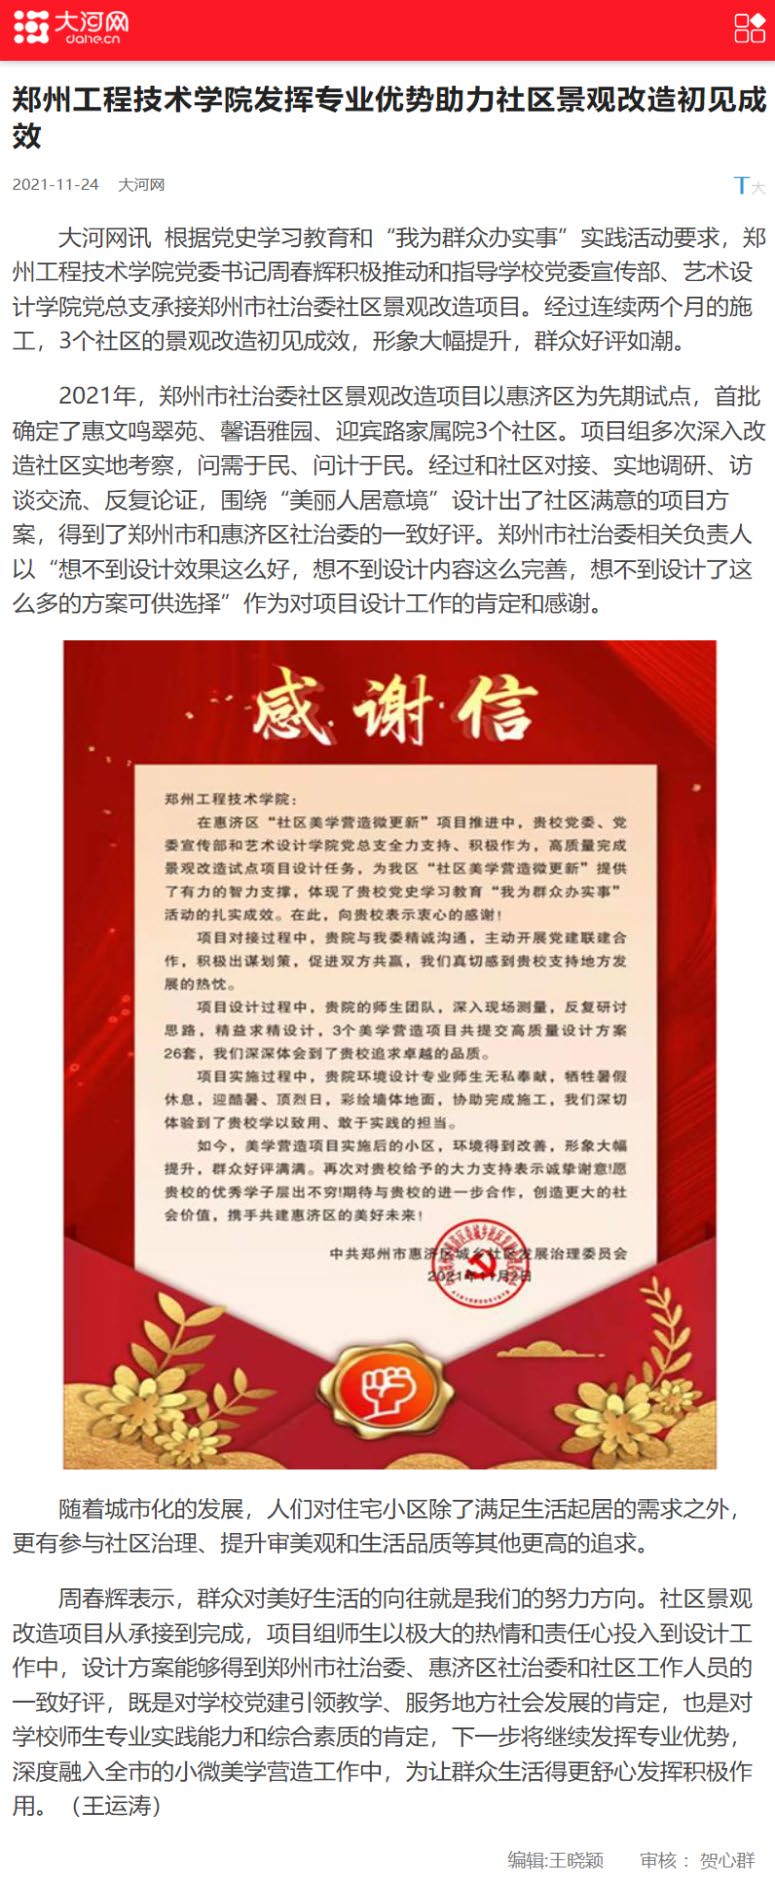 大河网
dahe.cn
郑州工程技术学院发挥专业优势助力社区景观改造初见成
效
2021-11-24 大河网
T大
大河网讯 根据党史学习教育和“我为群众办实事”实践活动要求，郑
州工程技术学院党委书记周春辉积极推动和指导学校党委宣传部、艺术设
计学院党总支承接郑州市社治委社区景观改造项目。经过连续两个月的施
工，3个社区的景观改造初见成效，形象大幅提升，群众好评如潮。
2021年，郑州市社治委社区景观改造项目以惠济区为先期试点，首批
确定了惠文鸣翠苑、馨语雅园、迎宾路家属院3个社区。项目组多次深入改
造社区实地考察，问需于民、问计于民。经过和社区对接、实地调研、访
谈交流、反复论证，围绕“美丽人居意境”设计出了社区满意的项目方
案，得到了郑州市和惠济区社治委的一致好评。郑州市社治委相关负责人
以“想不到设计效果这么好，想不到设计内容这么完善，想不到设计了这
么多的方案可供选择”作为对项目设计工作的肯定和感谢。
感谢信
郑州工程技术学院：
在惠济区“社区美学营造微更新”项目推进中，贵校党委、党
委宣传部和艺术设计学院党总支全力支持、积极作为，高质量完成
景观改造试点项目设计任务，为我区“社区美学营造微更新”提供
了有力的智力支撑，体现了贵校党史学习教育“我为群众办实事”
活动的扎实成效。在此，向贵校表示衷心的感谢！
项目对接过程中，贵院与我委精诚沟通，主动开展党建联建合
作，积极出谋划策，促进双方共赢，我们真切感到贵校支持地方发
展的热忱。
项目设计过程中，贵院的师生团队，深入现场测量，反复研讨
思路，精益求精设计，3个美学营造项目共提交高质量设计方案
26套，我们深深体会到了贵校追求卓越的品质。
项目实施过程中，贵院环境设计专业师生无私奉献，牺牲暑假
休息，迎酷暑、顶烈日，彩绘墙体地面，协助完成施工，我们深切
体验到了贵校学以致用、敢于实践的担当。
如今，美学营造项目实施后的小区，环境得到改善，形象大幅
提升，群众好评满满。再次对贵校给予的大力支持表示诚挚谢意!愿
贵校的优秀学子层出不穷!期待与贵校的进一步合作，创造更大的社
会价值，携手共建惠济区的美好未来！
中共郑州市惠济区城乡社区发展治理委员会
2021年11月2日
随着城市化的发展，人们对住宅小区除了满足生活起居的需求之外，
更有参与社区治理、提升审美观和生活品质等其他更高的追求。
周春辉表示，群众对美好生活的向往就是我们的努力方向。社区景观
改造项目从承接到完成，项目组师生以极大的热情和责任心投入到设计工
作中，设计方案能够得到郑州市社治委、惠济区社治委和社区工作人员的
一致好评，既是对学校党建引领教学、服务地方社会发展的肯定，也是对
学校师生专业实践能力和综合素质的肯定，下一步将继续发挥专业优势，
深度融入全市的小微美学营造工作中，为让群众生活得更舒心发挥积极作
用。（王运涛）
编辑:王晓颖 审核 ：贺心群